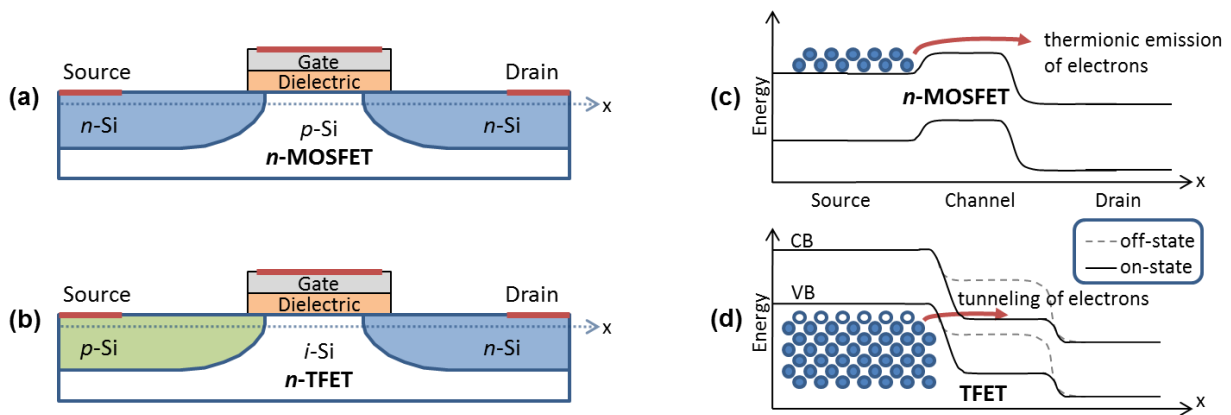 (a)
Source
Gate
Dielectric
Drain
n-Si
p-Si
n-Si
x
n-MOSFET
(b)
Source
Gate
Dielectric
Drain
p-Si
i-Si
n-Si
x
n-TFET
(c)
Energy
thermionic emission
of electrons
n-MOSFET
x
Source Channel Drain
(d)
Energy
CB
VB
off-state
on-state
tunneling of electrons
TFET
x